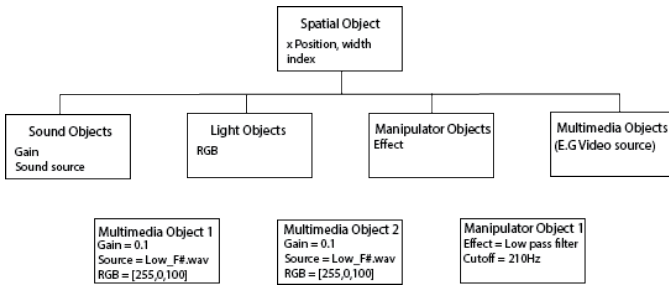 Spatial Object
x Position, width
index
Sound Objects
Gain
Sound source
Light Objects
RGB
Manipulator Objects
Effect
Multimedia Objects
(E.G Video source)
Multimedia Object 1
Gain = 0.1
Source = Low_F#.wav
RGB = [255,0,100]
Multimedia Object 2
Gain = 0.1
Source = Low_F#.wav
RGB = [255,0,100]
Manipulator Object 1
Effect = Low pass filter
Cutoff = 210Hz